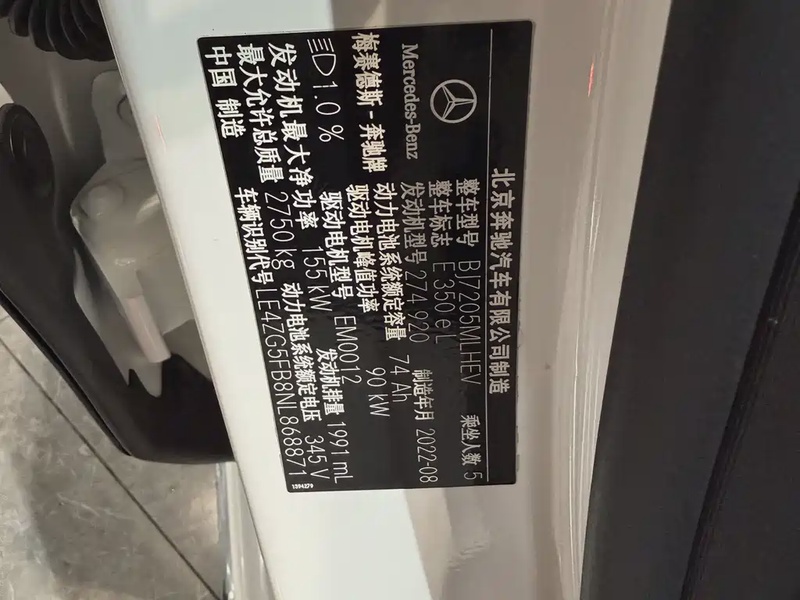 北京奔驰汽车有限公司制造
整车型号 BJ7205MLHEV 乘坐人数 5
整车标志 E 350 e L
发动机型号 274 920 制造年月 2022-08
动力电池系统额定容量 74 Ah
驱动电机峰值功率 90 kW
驱动电机型号 EM0012 发动机排量 1991 mL
发动机最大净功率 155 kW 动力电池系统额定电压 345 V
最大允许总质量 2750 kg
中国 制造 车辆识别代号 LE4ZG5FB8NL868871
Mercedes-Benz
梅赛德斯-奔驰牌
1.0 %
1394279